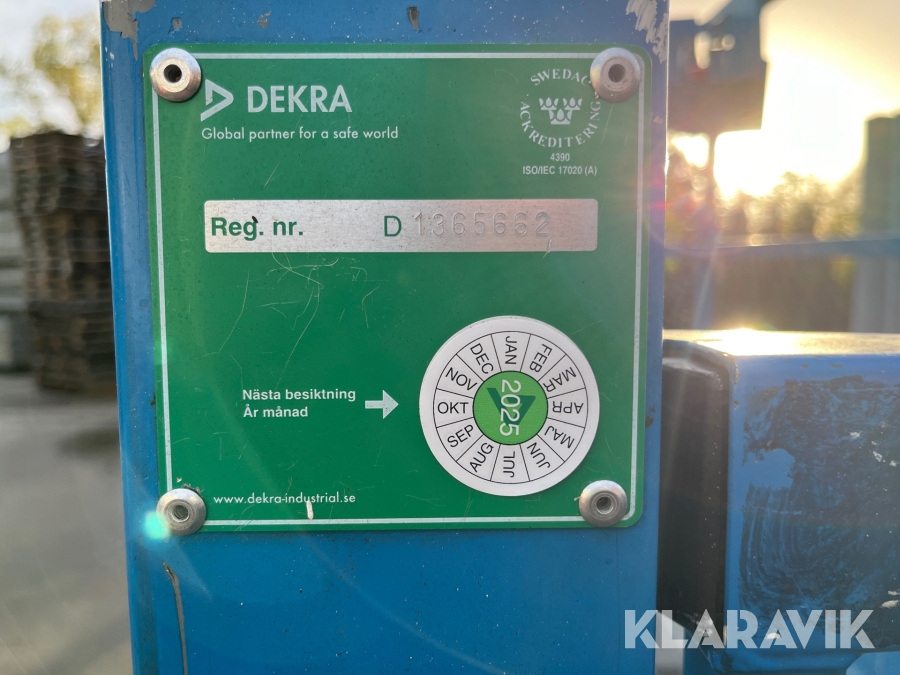 DEKRA
Global partner for a safe world
SWEDAC
ACKREDITERING
4390
ISO/IEC 17020 (A)
Reg. nr. D 1365662
Nästa besiktning
År månad
JAN
FEB
MAR
APR
MAJ
JUN
JUL
AUG
SEP
OKT
NOV
DEC
2025
www.dekra-industrial.se
KLARAVIK